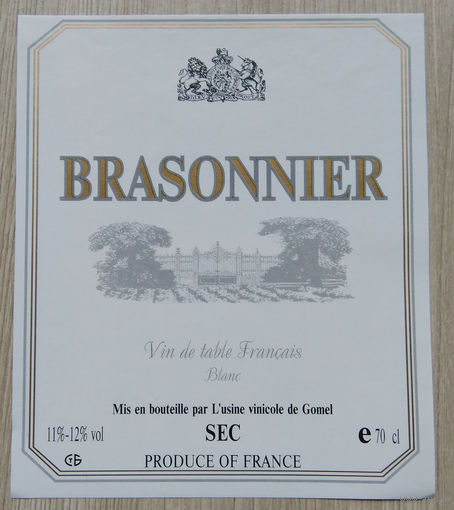 BRASONNIER
Vin de table Français
Blanc
Mis en bouteille par L'usine vinicole de Gomel
11%-12% vol
SEC
e 70 cl
PRODUCE OF FRANCE